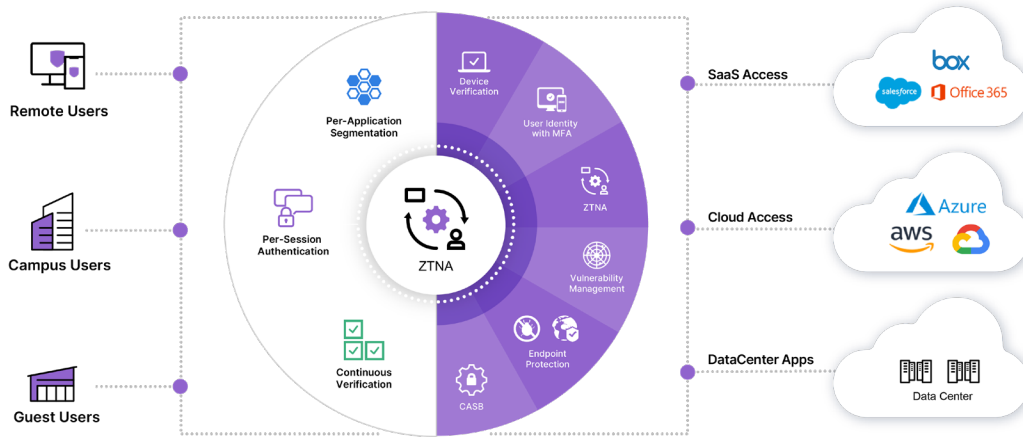 Remote Users
Campus Users
Guest Users
Per-Application
Segmentation
Per-Session
Authentication
Continuous
Verification
ZTNA
Device
Verification
User Identity
with MFA
ZTNA
Vulnerability
Management
Endpoint
Protection
CASB
SaaS Access
Cloud Access
DataCenter Apps
box
salesforce
Office 365
Azure
aws
Data Center